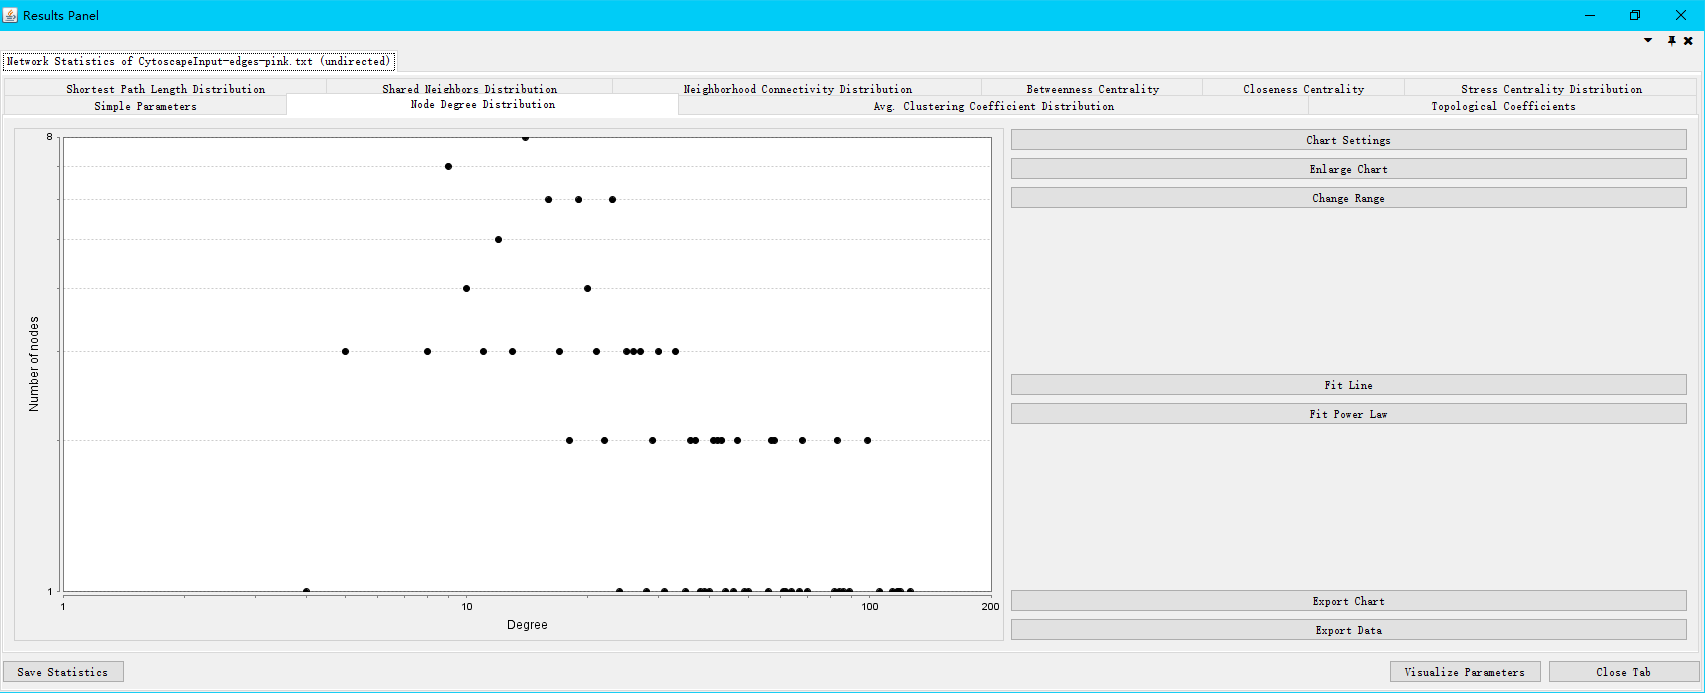 Results Panel
Network Statistics of CytoscapeInput-edges-pink.txt (undirected)
Shortest Path Length Distribution
Shared Neighbors Distribution
Neighborhood Connectivity Distribution
Betweenness Centrality
Closeness Centrality
Stress Centrality Distribution
Simple Parameters
Node Degree Distribution
Avg. Clustering Coefficient Distribution
Topological Coefficients
8
1
Number of nodes
1
10
100
200
Degree
Chart Settings
Enlarge Chart
Change Range
Fit Line
Fit Power Law
Export Chart
Export Data
Save Statistics
Visualize Parameters
Close Tab